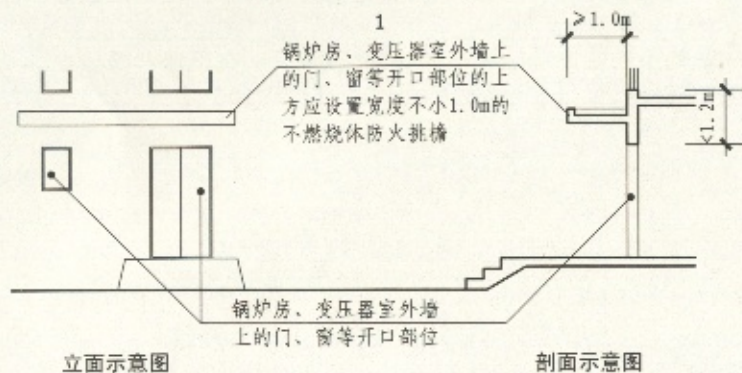 1
≥1.0m
锅炉房、变压器室外墙上
的门、窗等开口部位的上
方应设置宽度不小1.0m的
不燃烧体防火挑檐
<1.2m
锅炉房、变压器室外墙
上的门、窗等开口部位
立面示意图
剖面示意图